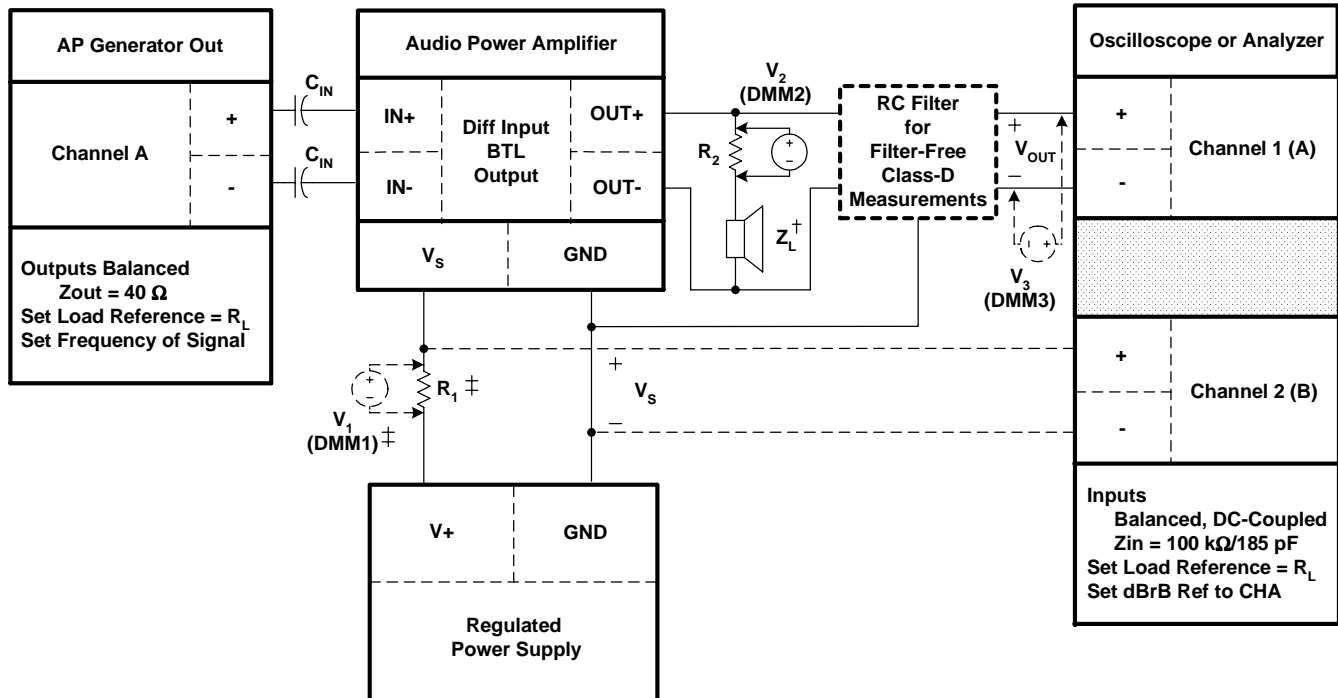 AP Generator Out
Channel A
+
-
Outputs Balanced
Zout = 40 Ω
Set Load Reference = R_L
Set Frequency of Signal
C_IN
C_IN
Audio Power Amplifier
IN+
IN-
Diff Input
BTL
Output
OUT+
OUT-
V_S
GND
V_2
(DMM2)
R_2
+
-
Z_L †
RC Filter
for
Filter-Free
Class-D
Measurements
+
V_OUT
–
- +
V_3
(DMM3)
Oscilloscope or Analyzer
+
-
Channel 1 (A)
+
-
Channel 2 (B)
Inputs
Balanced, DC-Coupled
Zin = 100 kΩ/185 pF
Set Load Reference = R_L
Set dBrB Ref to CHA
+
-
R_1 ‡
V_1
(DMM1) ‡
+
V_S
–
V+
GND
Regulated
Power Supply